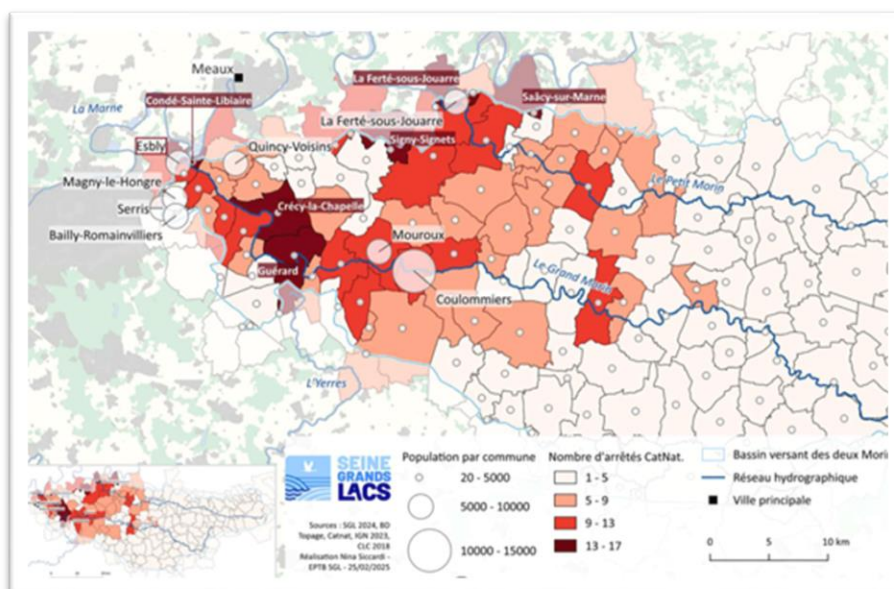 Meaux
La Ferté-sous-Jouarre
La Marne
Condé-Sainte-Libiaire
Saâcy-sur-Marne
La Ferté-sous-Jouarre
Esbly
Quincy-Voisins
Signy-Signets
Magny-le-Hongre
Le Petit Morin
Serris
Crécy-la-Chapelle
Bailly-Romainvilliers
Mouroux
Guérard
Le Grand Morin
Coulommiers
L'Yerres
SEINE
GRANDS
LACS
Sources : SGL 2024, BD
Topage, Catnat, IGN 2023,
CLC 2018
Réalisation Nina Siccardi -
EPTB SGL - 25/02/2025
Population par commune
20 - 5000
5000 - 10000
10000 - 15000
Nombre d'arrêtés CatNat.
1 - 5
5 - 9
9 - 13
13 - 17
Bassin versant des deux Mori
Réseau hydrographique
Ville principale
0 10 km